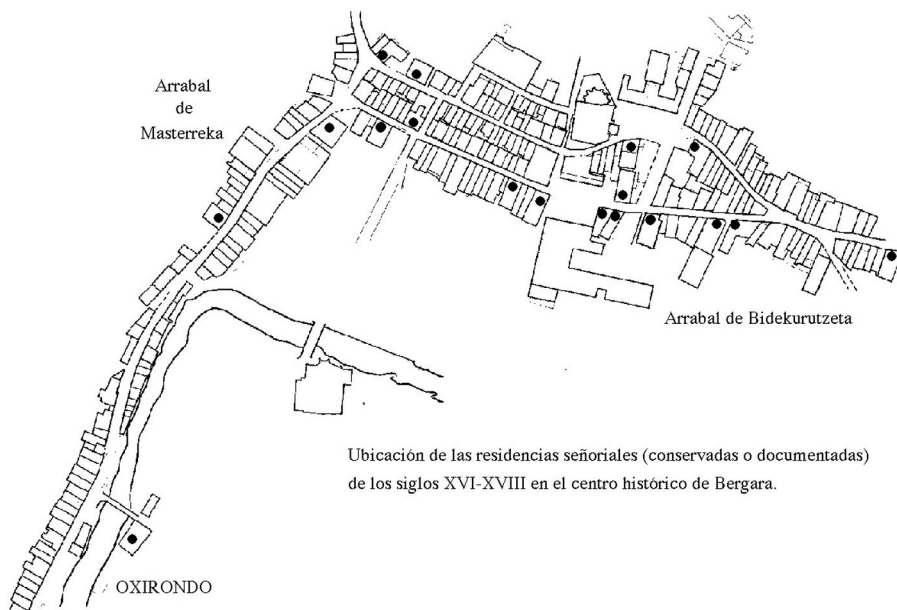 Arrabal
de
Masterreka
Arrabal de Bidekurutzeta
Ubicación de las residencias señoriales (conservadas o documentadas)
de los siglos XVI-XVIII en el centro histórico de Bergara.
OXIRONDO